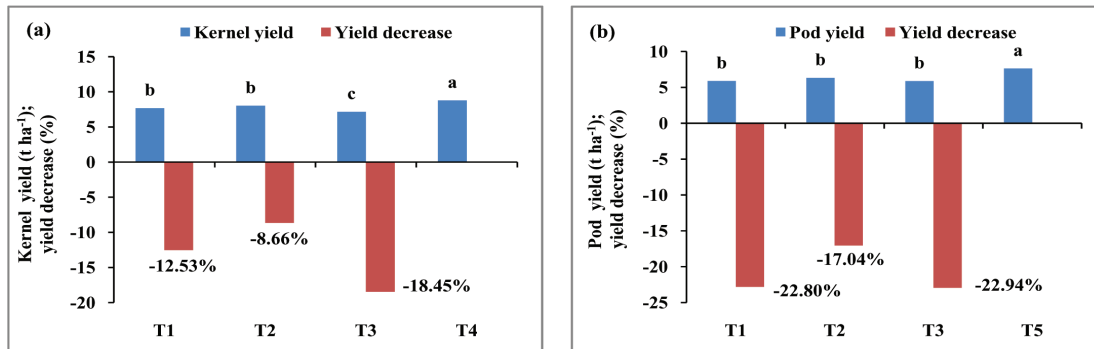 (a)
Kernel yield Yield decrease
Kernel yield (t ha⁻¹);
yield decrease (%)
15
10
5
0
-5
-10
-15
-20
b b c a
-12.53%
-8.66%
-18.45%
T1 T2 T3 T4
(b)
Pod yield Yield decrease
Pod yield (t ha⁻¹);
yield decrease (%)
10
5
0
-5
-10
-15
-20
-25
b b b a
-22.80%
-17.04%
-22.94%
T1 T2 T3 T5